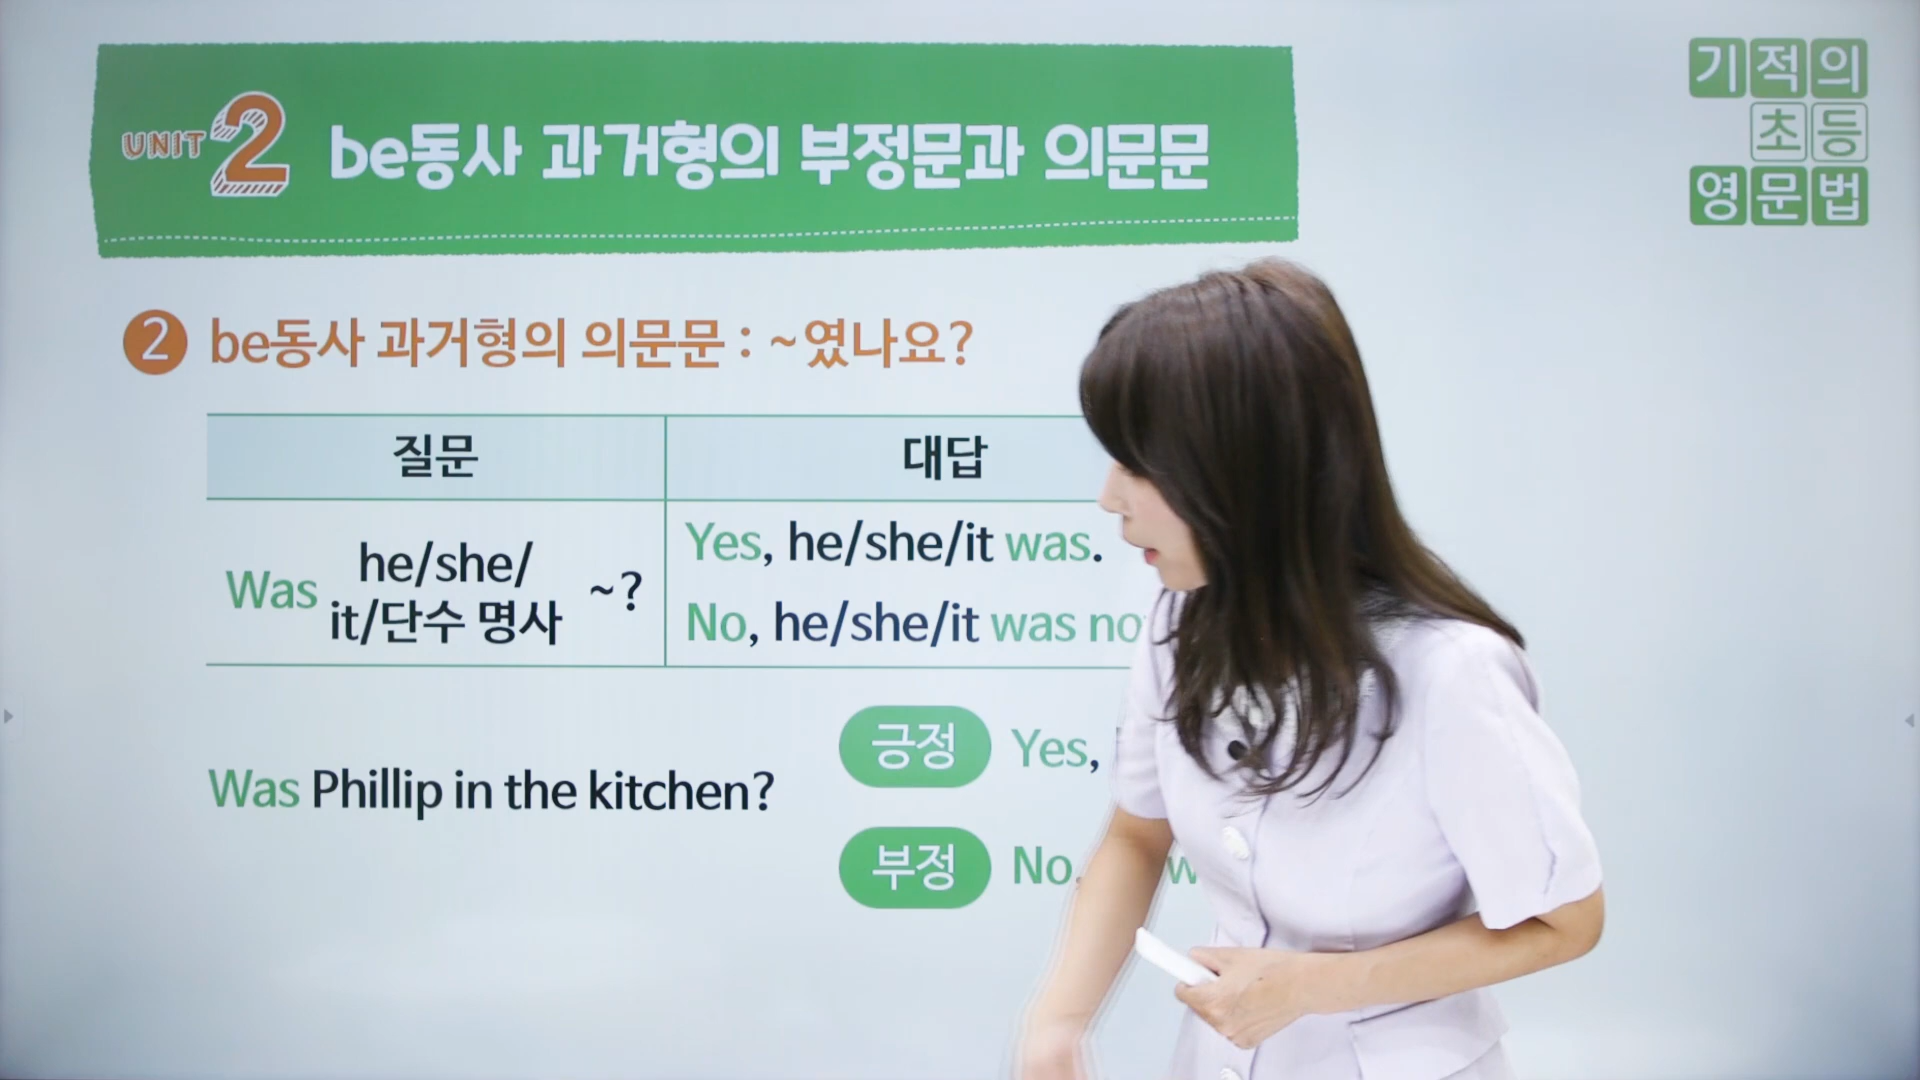 UNIT 2 be동사 과거형의 부정문과 의문문
기적의
초등
영문법
2 be동사 과거형의 의문문 : ~였나요?
질문 대답
Was he/she/it/단수 명사 ~?
Yes, he/she/it was.
No, he/she/it was
Was Phillip in the kitchen?
긍정 Yes,
부정 No,